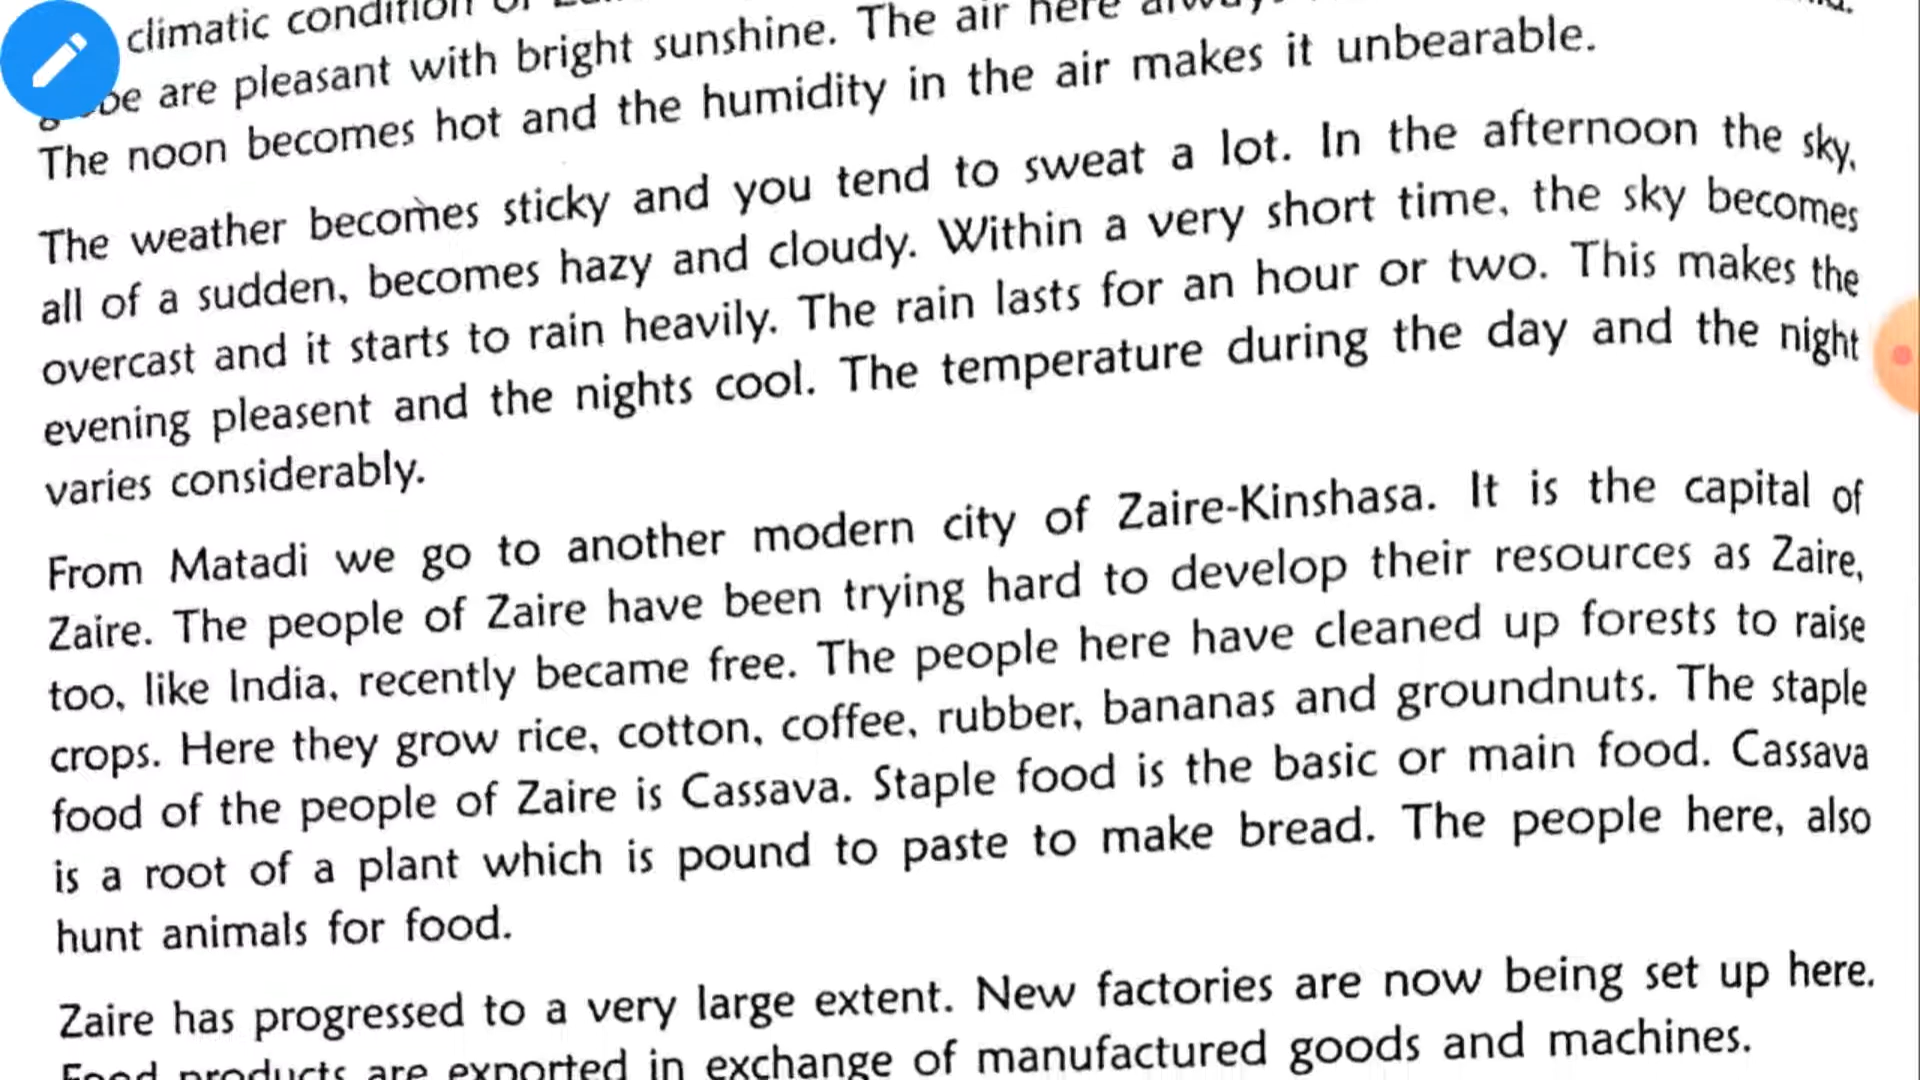 climatic condition
are pleasant with bright sunshine. The air here
The noon becomes hot and the humidity in the air makes it unbearable.
The weather becomes sticky and you tend to sweat a lot. In the afternoon the sky,
all of a sudden, becomes hazy and cloudy. Within a very short time, the sky becomes
overcast and it starts to rain heavily. The rain lasts for an hour or two. This makes the
evening pleasent and the nights cool. The temperature during the day and the night
varies considerably.
From Matadi we go to another modern city of Zaire-Kinshasa. It is the capital of
Zaire. The people of Zaire have been trying hard to develop their resources as Zaire,
too, like India, recently became free. The people here have cleaned up forests to raise
crops. Here they grow rice, cotton, coffee, rubber, bananas and groundnuts. The staple
food of the people of Zaire is Cassava. Staple food is the basic or main food. Cassava
is a root of a plant which is pound to paste to make bread. The people here, also
hunt animals for food.
Zaire has progressed to a very large extent. New factories are now being set up here.
Food products are exported in exchange of manufactured goods and machines.